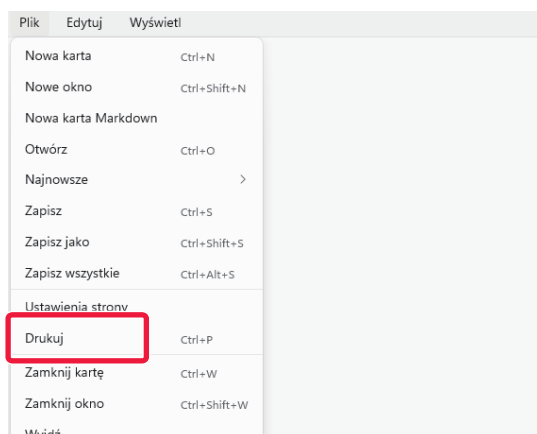 Plik Edytuj Wyświetl
Nowa karta Ctrl+N
Nowe okno Ctrl+Shift+N
Nowa karta Markdown
Otwórz Ctrl+O
Najnowsze >
Zapisz Ctrl+S
Zapisz jako Ctrl+Shift+S
Zapisz wszystkie Ctrl+Alt+S
Ustawienia strony
Drukuj Ctrl+P
Zamknij kartę Ctrl+W
Zamknij okno Ctrl+Shift+W